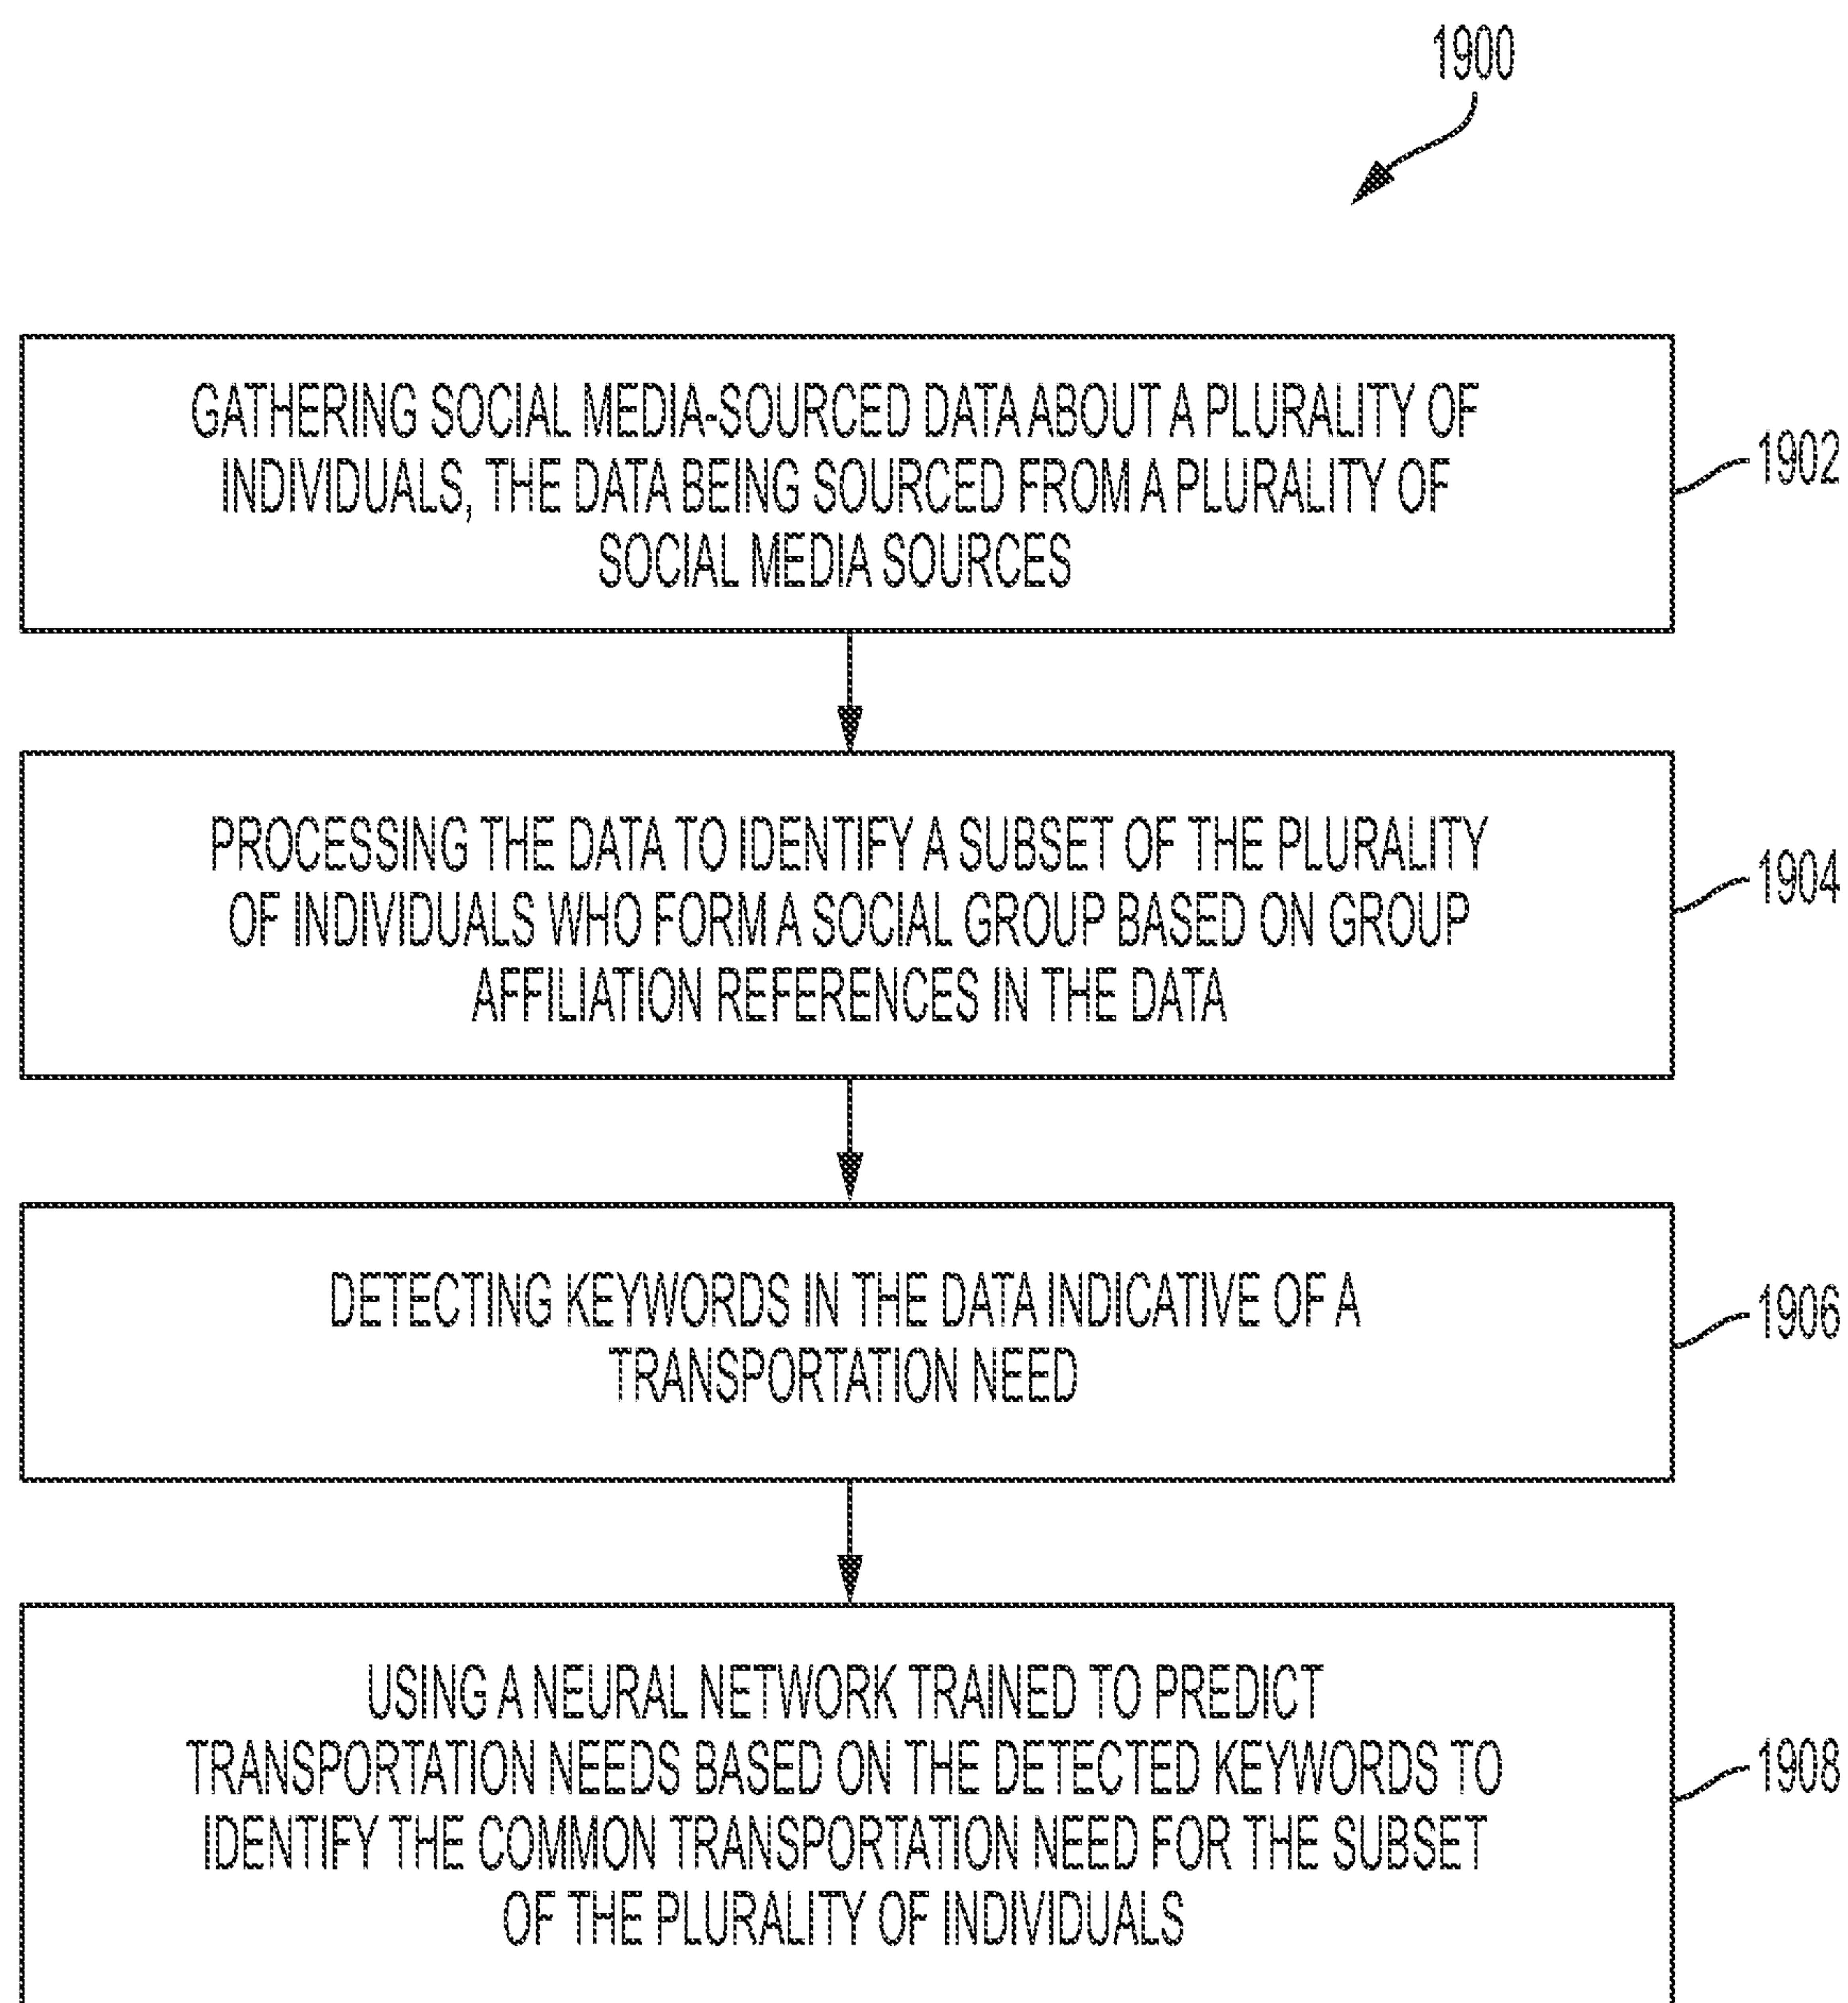 1900
GATHERING SOCIAL MEDIA-SOURCED DATA ABOUT A PLURALITY OF
INDIVIDUALS, THE DATA BEING SOURCED FROM A PLURALITY OF
SOCIAL MEDIA SOURCES
1902
PROCESSING THE DATA TO IDENTIFY A SUBSET OF THE PLURALITY
OF INDIVIDUALS WHO FORM A SOCIAL GROUP BASED ON GROUP
AFFILIATION REFERENCES IN THE DATA
1904
DETECTING KEYWORDS IN THE DATA INDICATIVE OF A
TRANSPORTATION NEED
1906
USING A NEURAL NETWORK TRAINED TO PREDICT
TRANSPORTATION NEEDS BASED ON THE DETECTED KEYWORDS TO
IDENTIFY THE COMMON TRANSPORTATION NEED FOR THE SUBSET
OF THE PLURALITY OF INDIVIDUALS
1908